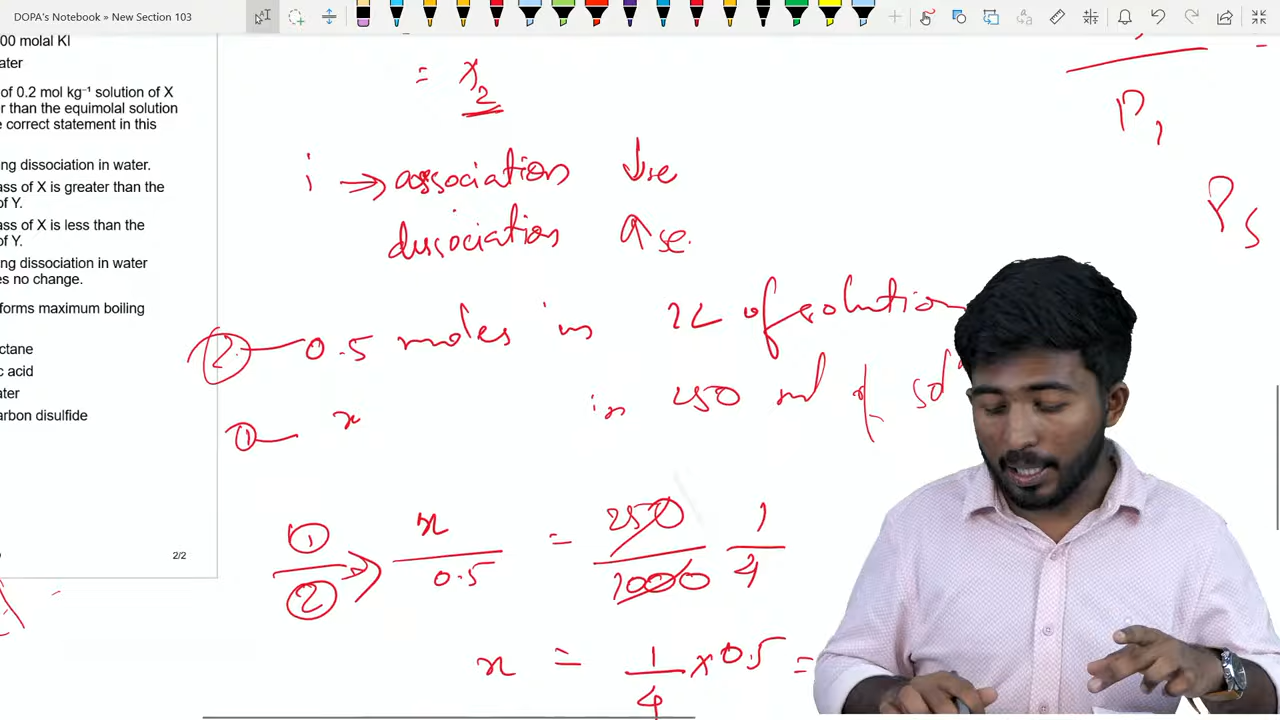 DOPA's Notebook » New Section 103
00 molal KI
ater
of 0.2 mol kg⁻¹ solution of X
r than the equimolal solution
e correct statement in this
ng dissociation in water.
ass of X is greater than the
of Y.
ass of X is less than the
of Y.
ng dissociation in water
es no change.
forms maximum boiling
ctane
c acid
ater
arbon disulfide
2/2
= x₂
P₁
Ps
i → association ↓se
dissociation ↑se.
② — 0.5 moles in 1L of solution
① — x in 250 ml of sol
①/② ⇒ x/0.5 = 250/1000 1/4
x = 1/4 × 0.5 =